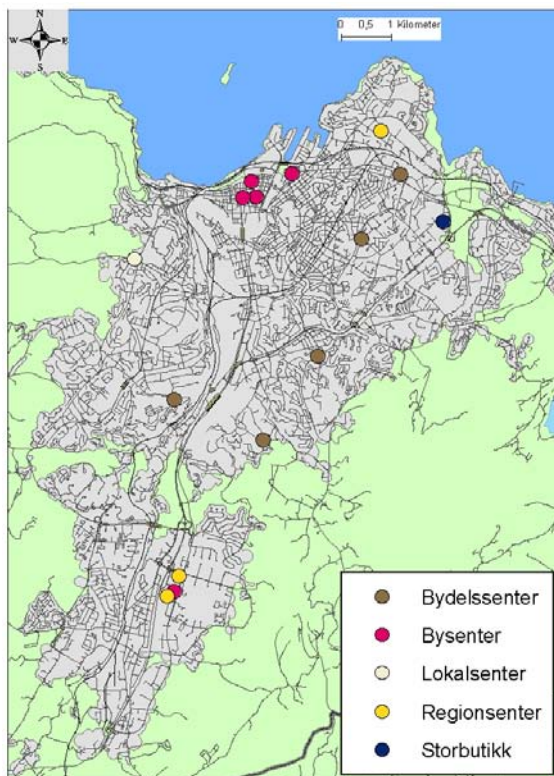 N
W E
S
0 0,5 1 Kilometer
Bydelssenter
Bysenter
Lokalsenter
Regionsenter
Storbutikk